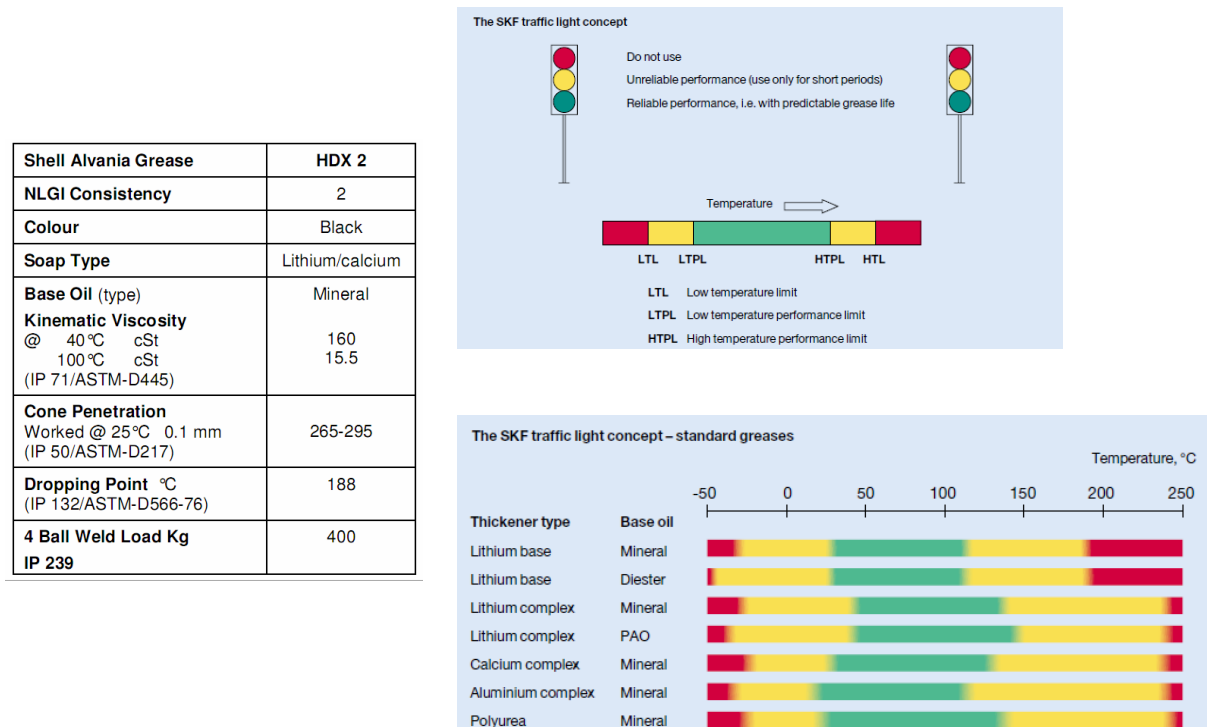 Shell Alvania Grease HDX 2
NLGI Consistency 2
Colour Black
Soap Type Lithium/calcium
Base Oil (type) Mineral
Kinematic Viscosity
@ 40°C cSt 160
100°C cSt 15.5
(IP 71/ASTM-D445)
Cone Penetration
Worked @ 25°C 0.1 mm 265-295
(IP 50/ASTM-D217)
Dropping Point °C 188
(IP 132/ASTM-D566-76)
4 Ball Weld Load Kg 400
IP 239
The SKF traffic light concept
Do not use
Unreliable performance (use only for short periods)
Reliable performance, i.e. with predictable grease life
Temperature
LTL LTPL HTPL HTL
LTL Low temperature limit
LTPL Low temperature performance limit
HTPL High temperature performance limit
The SKF traffic light concept – standard greases
Temperature, °C
-50 0 50 100 150 200 250
Thickener type Base oil
Lithium base Mineral
Lithium base Diester
Lithium complex Mineral
Lithium complex PAO
Calcium complex Mineral
Aluminium complex Mineral
Polyurea Mineral